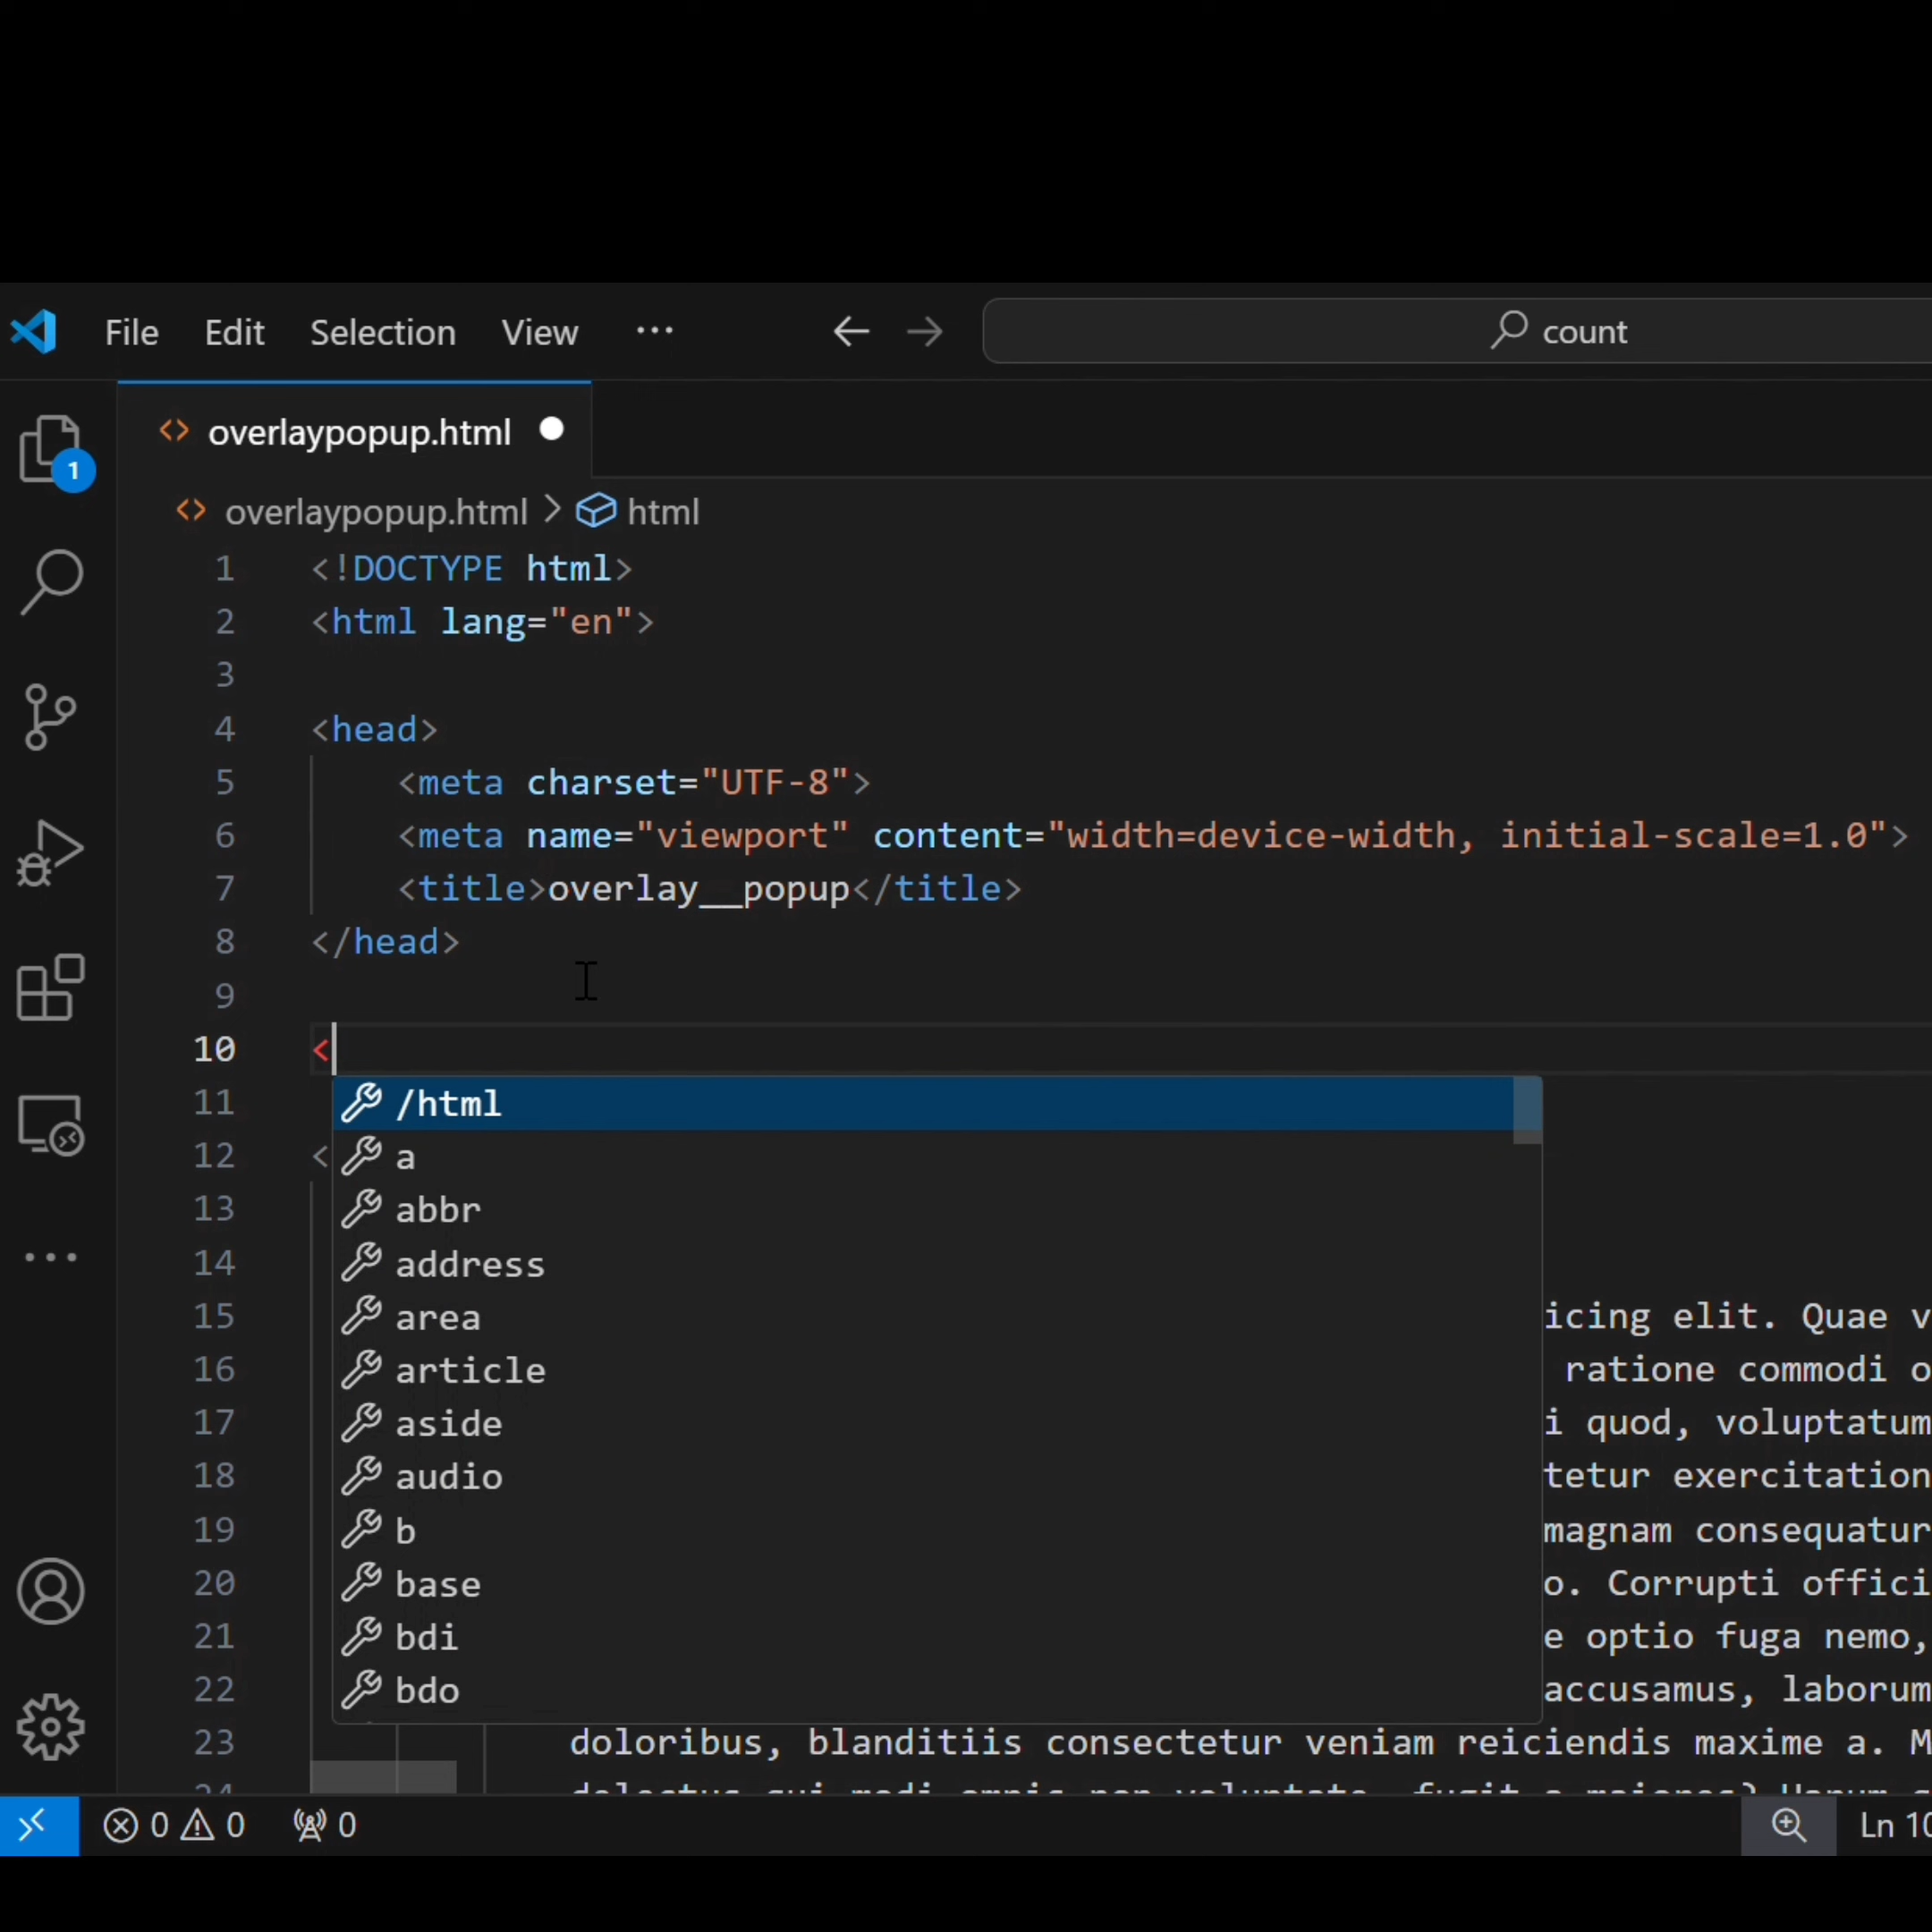 File Edit Selection View ··· count
overlaypopup.html
1
overlaypopup.html > html
1 <!DOCTYPE html>
2 <html lang="en">
3
4 <head>
5 <meta charset="UTF-8">
6 <meta name="viewport" content="width=device-width, initial-scale=1.0">
7 <title>overlay__popup</title>
8 </head>
9
10 <
11 /html
12 < a
13 abbr
14 address
15 area icing elit. Quae v
16 article ratione commodi o
17 aside i quod, voluptatum
18 audio tetur exercitation
19 b magnam consequatur
20 base o. Corrupti offici
21 bdi e optio fuga nemo,
22 bdo accusamus, laborum
23 doloribus, blanditiis consectetur veniam reiciendis maxime a. M
0 0 0 Ln 10